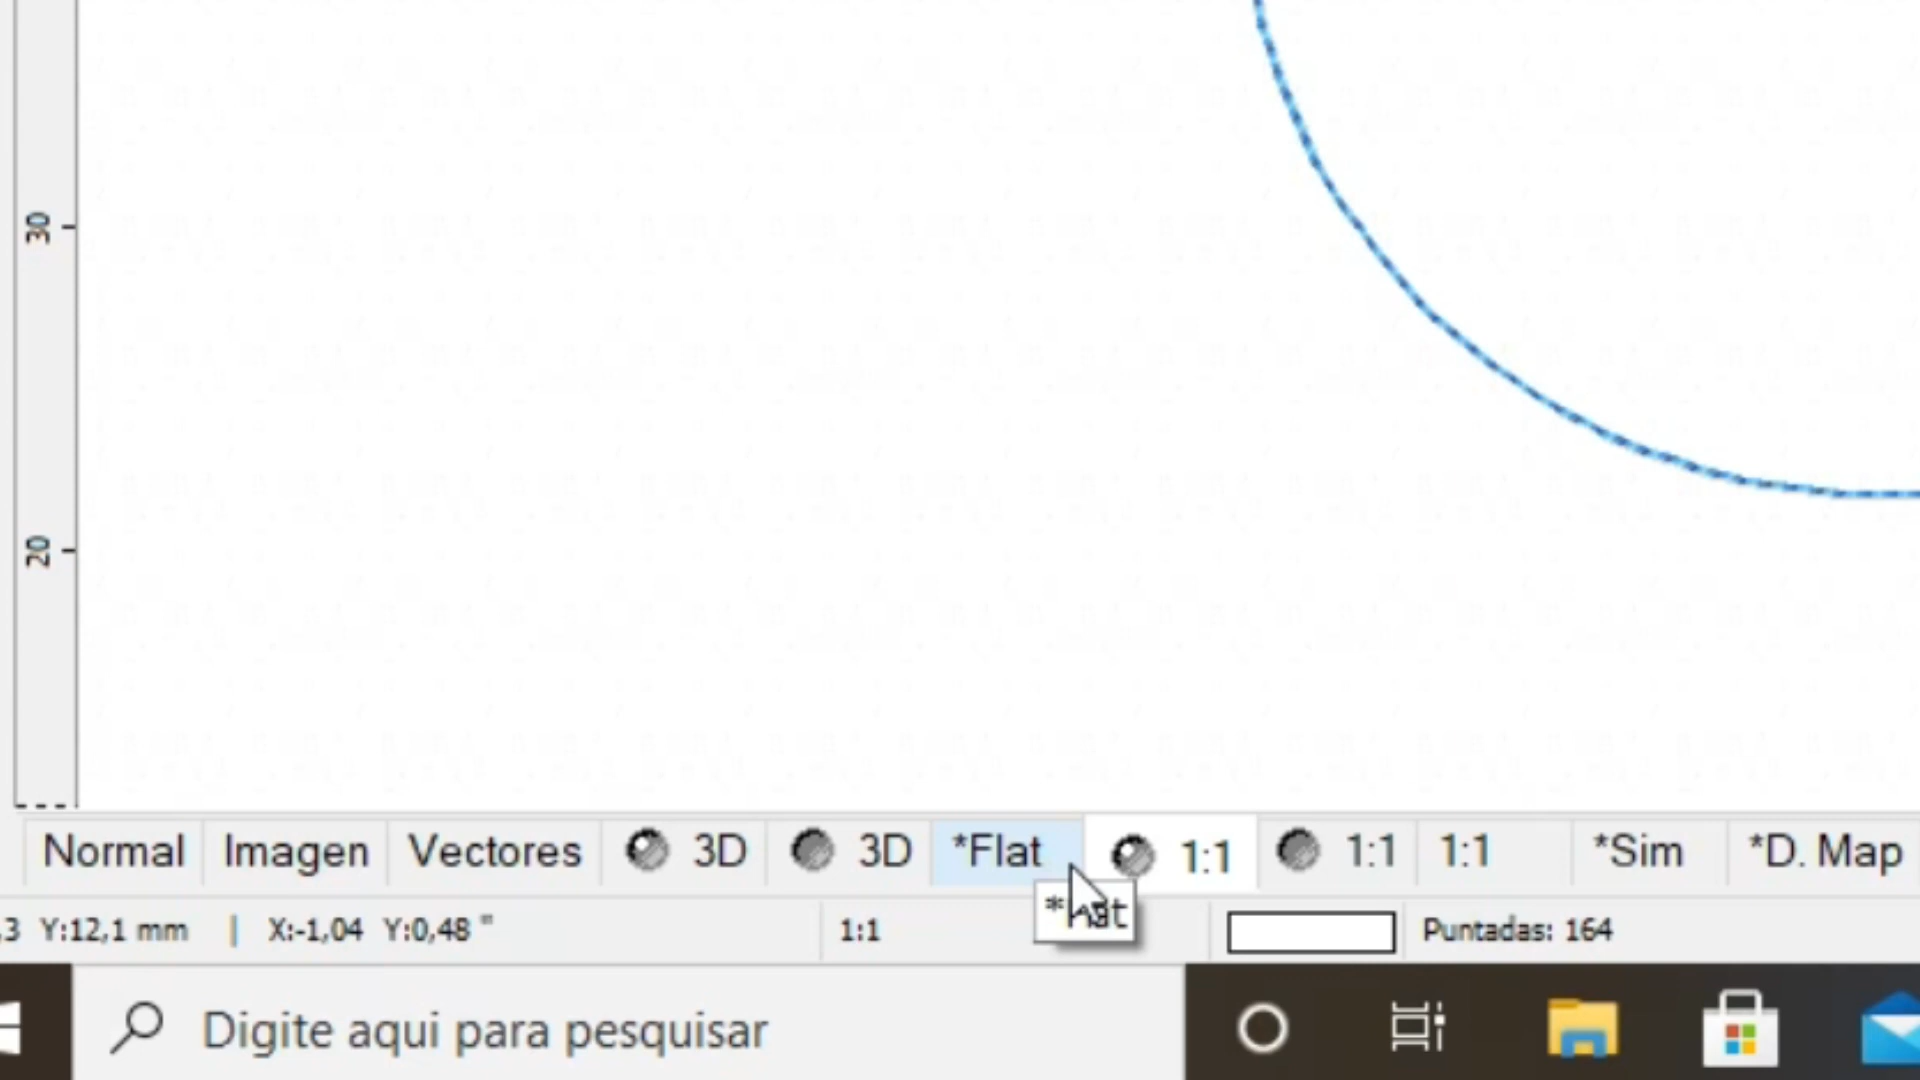 30
20
Normal Imagen Vectores 3D 3D *Flat 1:1 1:1 1:1 *Sim *D. Map
,3 Y:12,1 mm | X:-1,04 Y:0,48 " 1:1 Puntadas: 164
Digite aqui para pesquisar